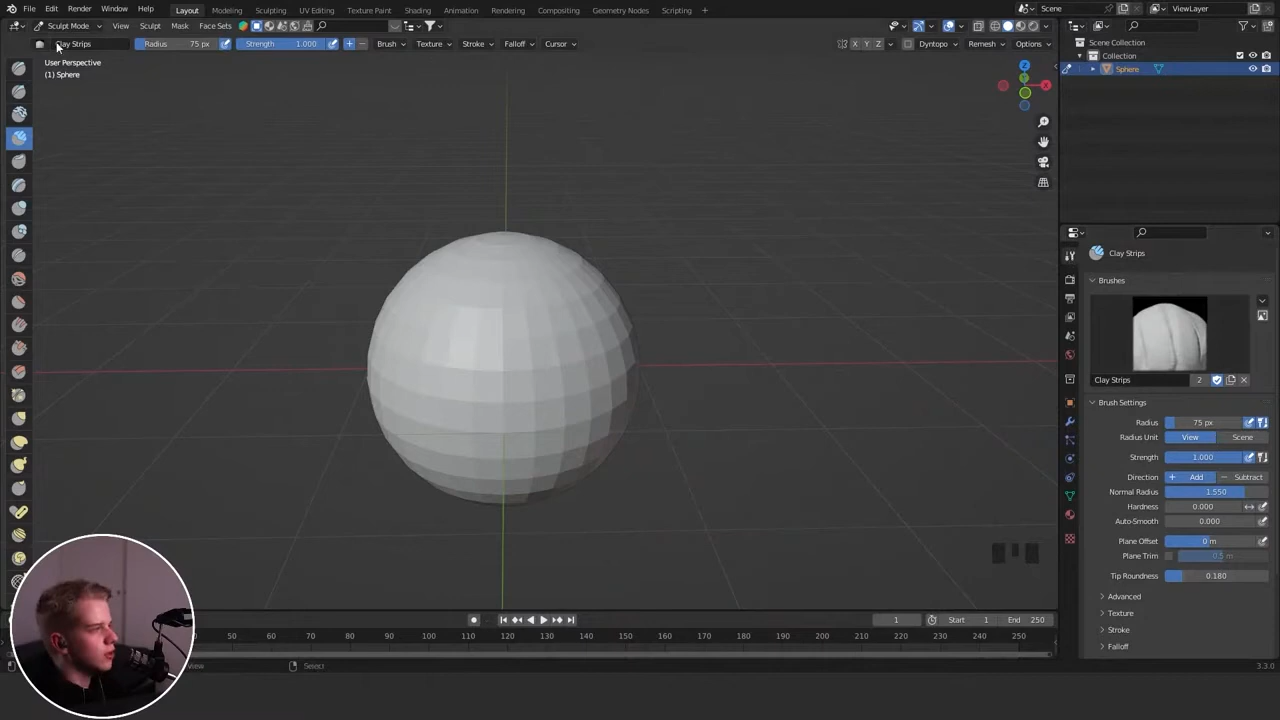 File Edit Render Window Help Layout Modeling Sculpting UV Editing Texture Paint Shading Animation Rendering Compositing Geometry Nodes Scripting + Scene ViewLayer
Sculpt Mode View Sculpt Mask Face Sets
Clay Strips Radius 75 px Strength 1.000 Brush Texture Stroke Falloff Cursor X Y Z Dyntopo Remesh Options
User Perspective
(1) Sphere
Z
X
Scene Collection
Collection
Sphere
Clay Strips
Brushes
Clay Strips 2
Brush Settings
Radius 75 px
Radius Unit View Scene
Strength 1.000
Direction + Add − Subtract
Normal Radius 1.550
Hardness 0.000
Auto-Smooth 0.000
Plane Offset 0 m
Plane Trim 0.5 m
Tip Roundness 0.180
Advanced
Texture
Stroke
Falloff
1 Start 1 End 250
50 60 70 80 90 100 110 120 130 140 150 160 170 180 190 200 210 220 230 240 250
View Select 3.3.0